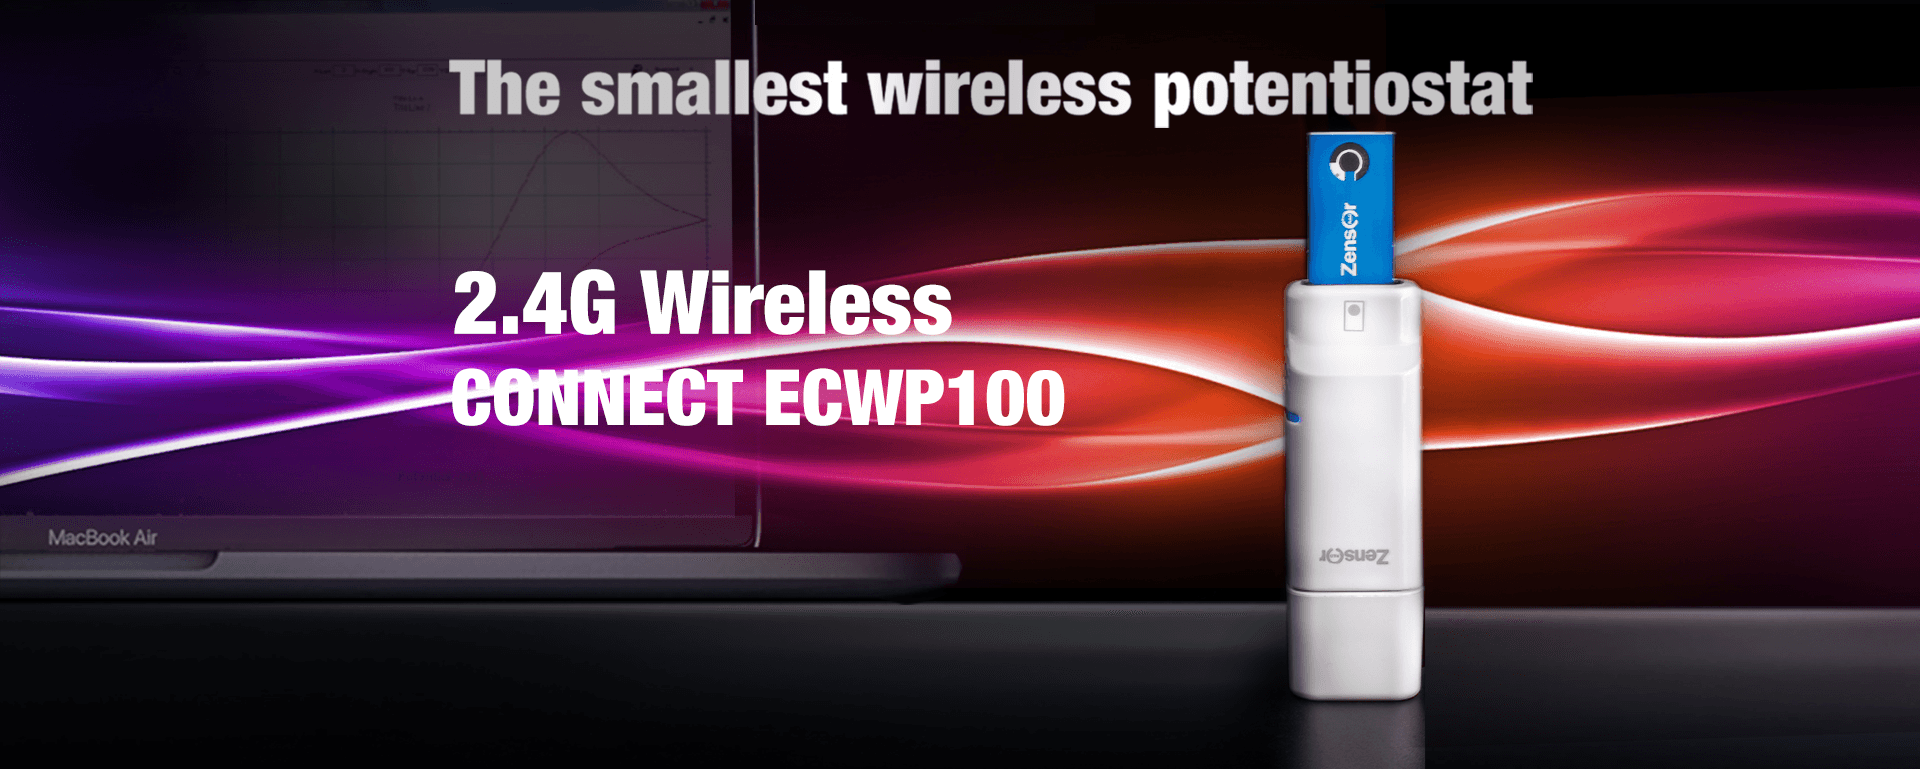 The smallest wireless potentiostat
Zensor
2.4G Wireless
CONNECT ECWP100
MacBook Air
Zensor